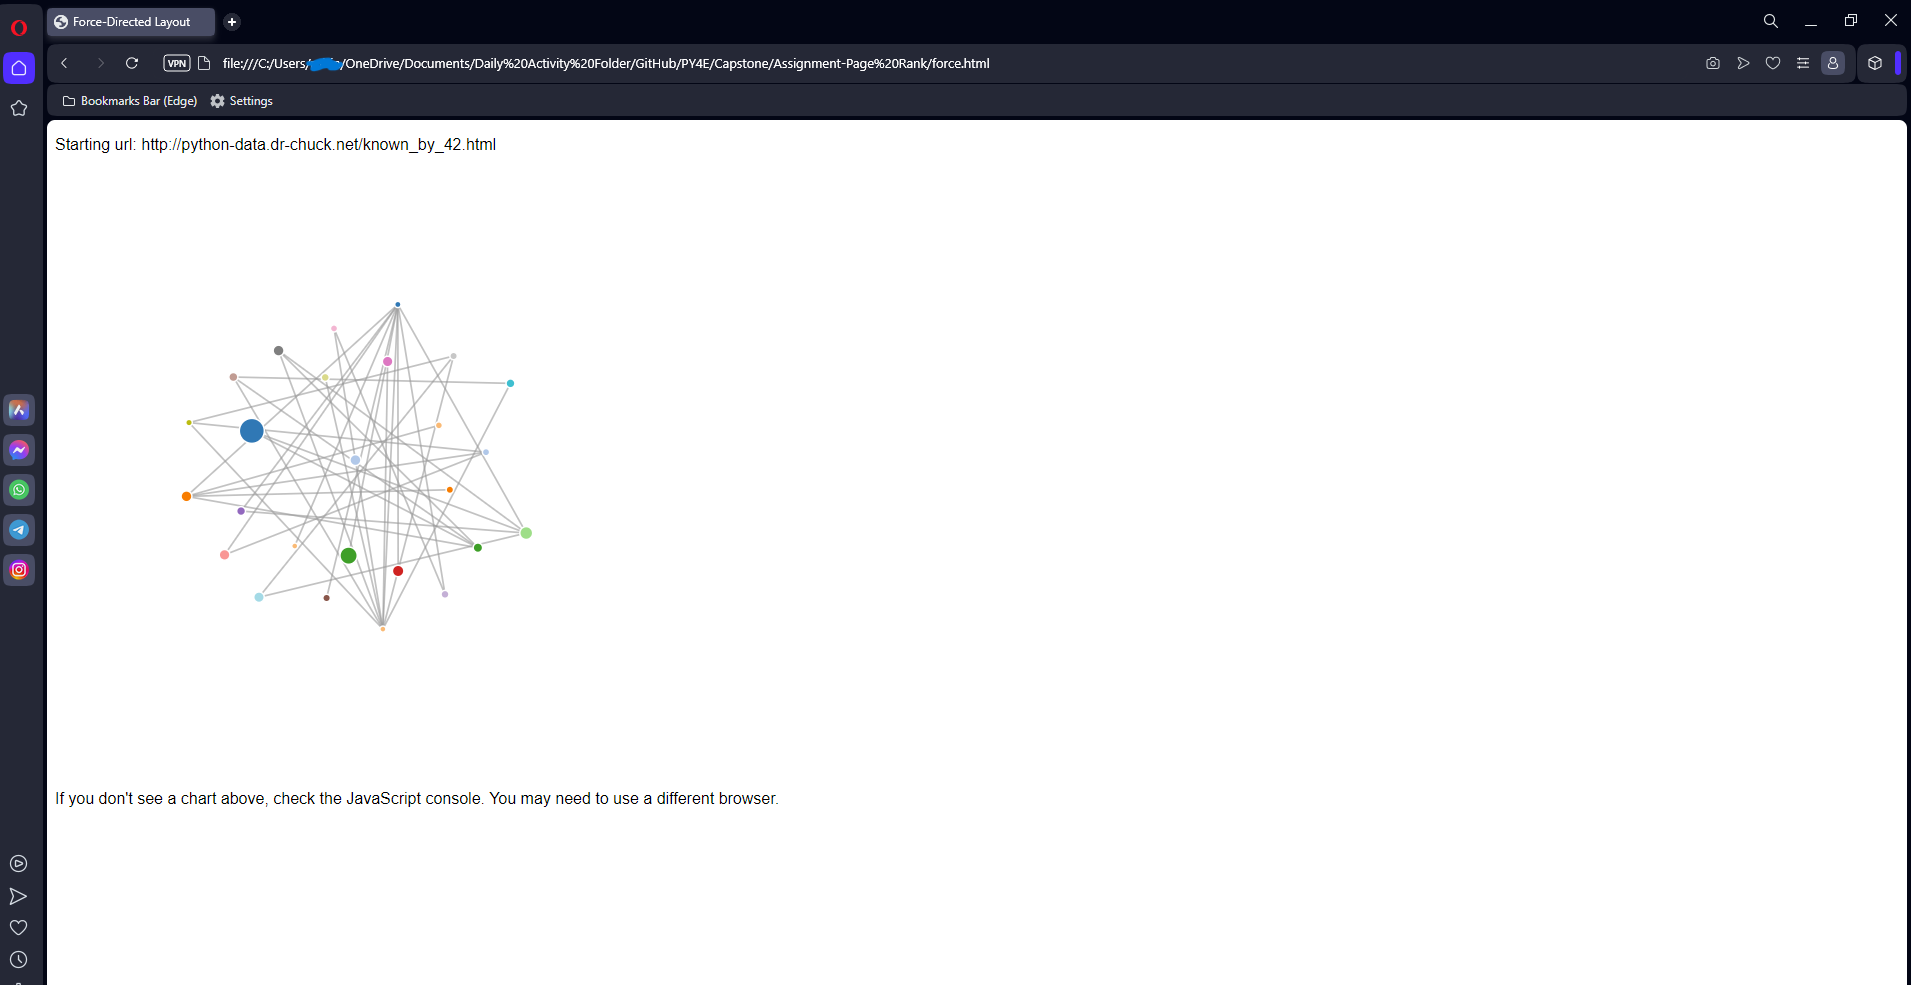 Force-Directed Layout
VPN
file:///C:/Users/
/OneDrive/Documents/Daily%20Activity%20Folder/GitHub/PY4E/Capstone/Assignment-Page%20Rank/force.html
Bookmarks Bar (Edge)
Settings
Starting url: http://python-data.dr-chuck.net/known_by_42.html
If you don't see a chart above, check the JavaScript console. You may need to use a different browser.